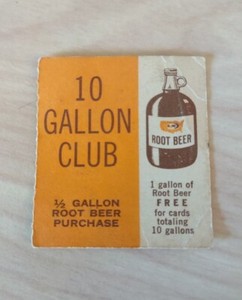 10
GALLON
CLUB
½ GALLON
ROOT BEER
PURCHASE
ROOT BEER
1 gallon of
Root Beer
FREE
for cards
totaling
10 gallons